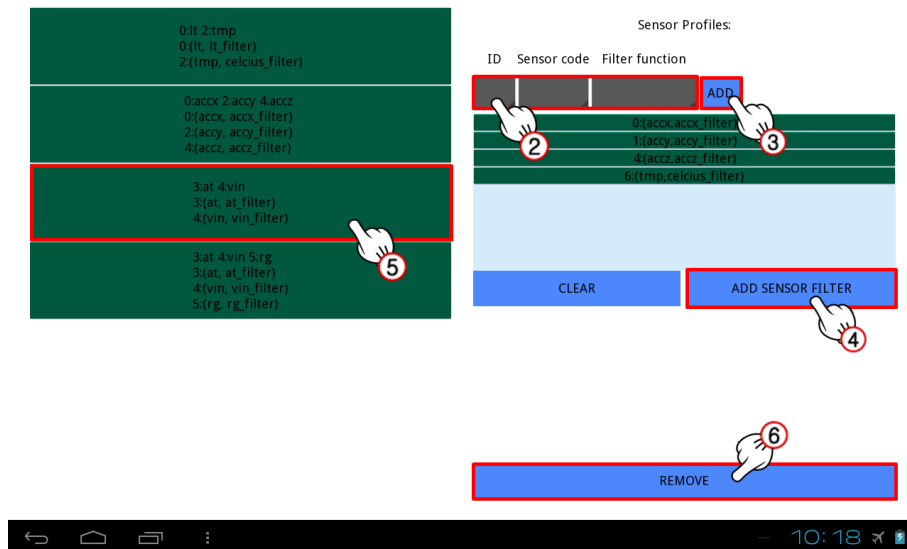 0:lt 2:tmp
0:(lt, lt_filter)
2:(tmp, celcius_filter)
0:accx 2:accy 4:accz
0:(accx, accx_filter)
2:(accy, accy_filter)
4:(accz, accz_filter)
3:at 4:vin
3:(at, at_filter)
4:(vin, vin_filter)
5
3:at 4:vin 5:rg
3:(at, at_filter)
4:(vin, vin_filter)
5:(rg, rg_filter)
Sensor Profiles:
ID Sensor code Filter function
ADD
2
3
0:(accx,accx_filter)
1:(accy,accy_filter)
4:(accz,accz_filter)
6:(tmp,celcius_filter)
CLEAR
ADD SENSOR FILTER
4
6
REMOVE
10:18